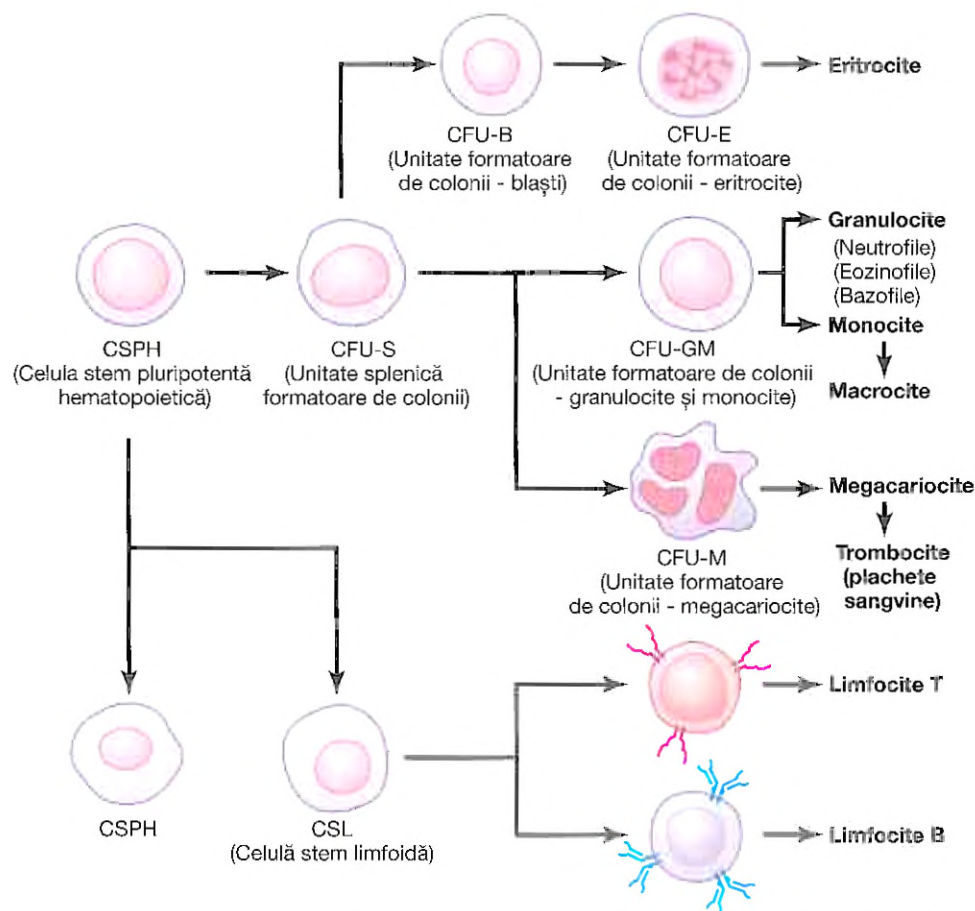 CFU-B
(Unitate formatoare
de colonii - blaști)
CFU-E
(Unitate formatoare
de colonii - eritrocite)
Eritrocite
CSPH
(Celula stem pluripotentă
hematopoietică)
CFU-S
(Unitate splenică
formatoare de colonii)
CFU-GM
(Unitate formatoare de colonii
- granulocite și monocite)
Granulocite
(Neutrofile)
(Eozinofile)
(Bazofile)
Monocite
Macrocite
CFU-M
(Unitate formatoare
de colonii - megacariocite)
Megacariocite
Trombocite
(plachete
sangvine)
CSPH
CSL
(Celulă stem limfoidă)
Limfocite T
Limfocite B